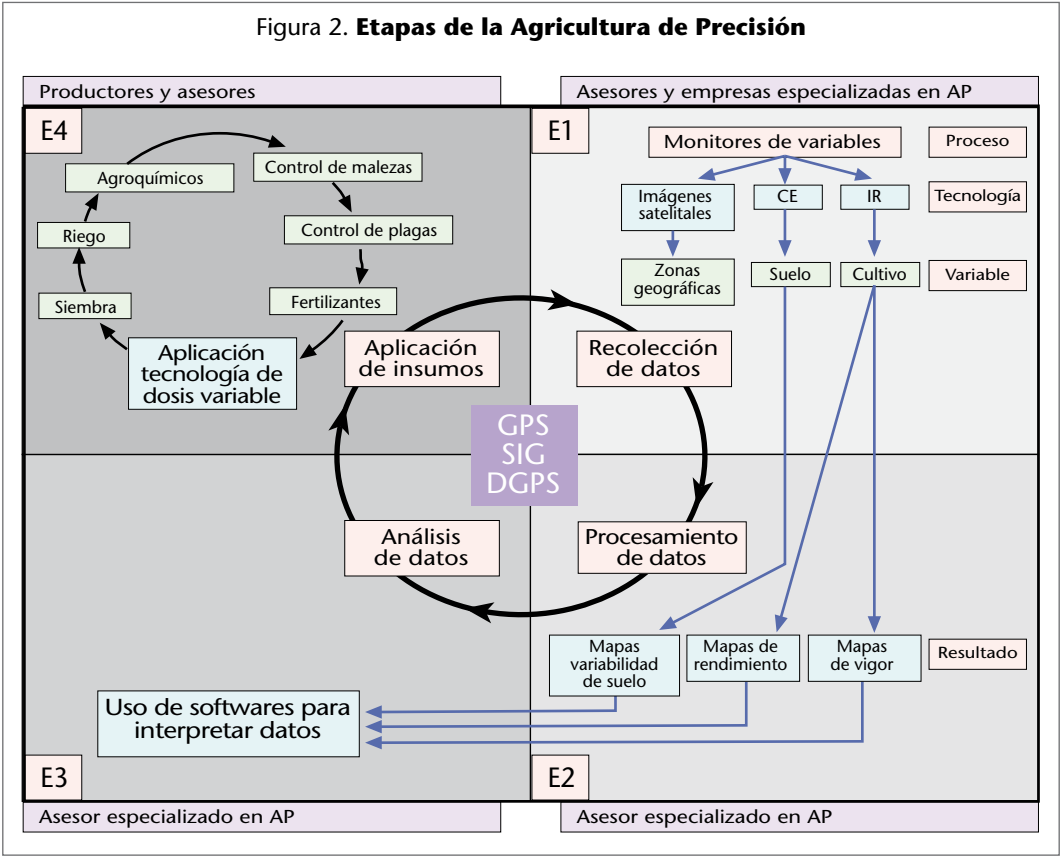 Figura 2. Etapas de la Agricultura de Precisión
Productores y asesores
Asesores y empresas especializadas en AP
E4
Agroquímicos
Control de malezas
Riego
Control de plagas
Siembra
Fertilizantes
Aplicación
tecnología de
dosis variable
Aplicación
de insumos
E1
Monitores de variables
Proceso
Imágenes
satelitales
CE
IR
Tecnología
Zonas
geográficas
Suelo
Cultivo
Variable
Recolección
de datos
GPS
SIG
DGPS
Análisis
de datos
Procesamiento
de datos
Mapas
variabilidad
de suelo
Mapas de
rendimiento
Mapas
de vigor
Resultado
Uso de softwares para
interpretar datos
E3
E2
Asesor especializado en AP
Asesor especializado en AP